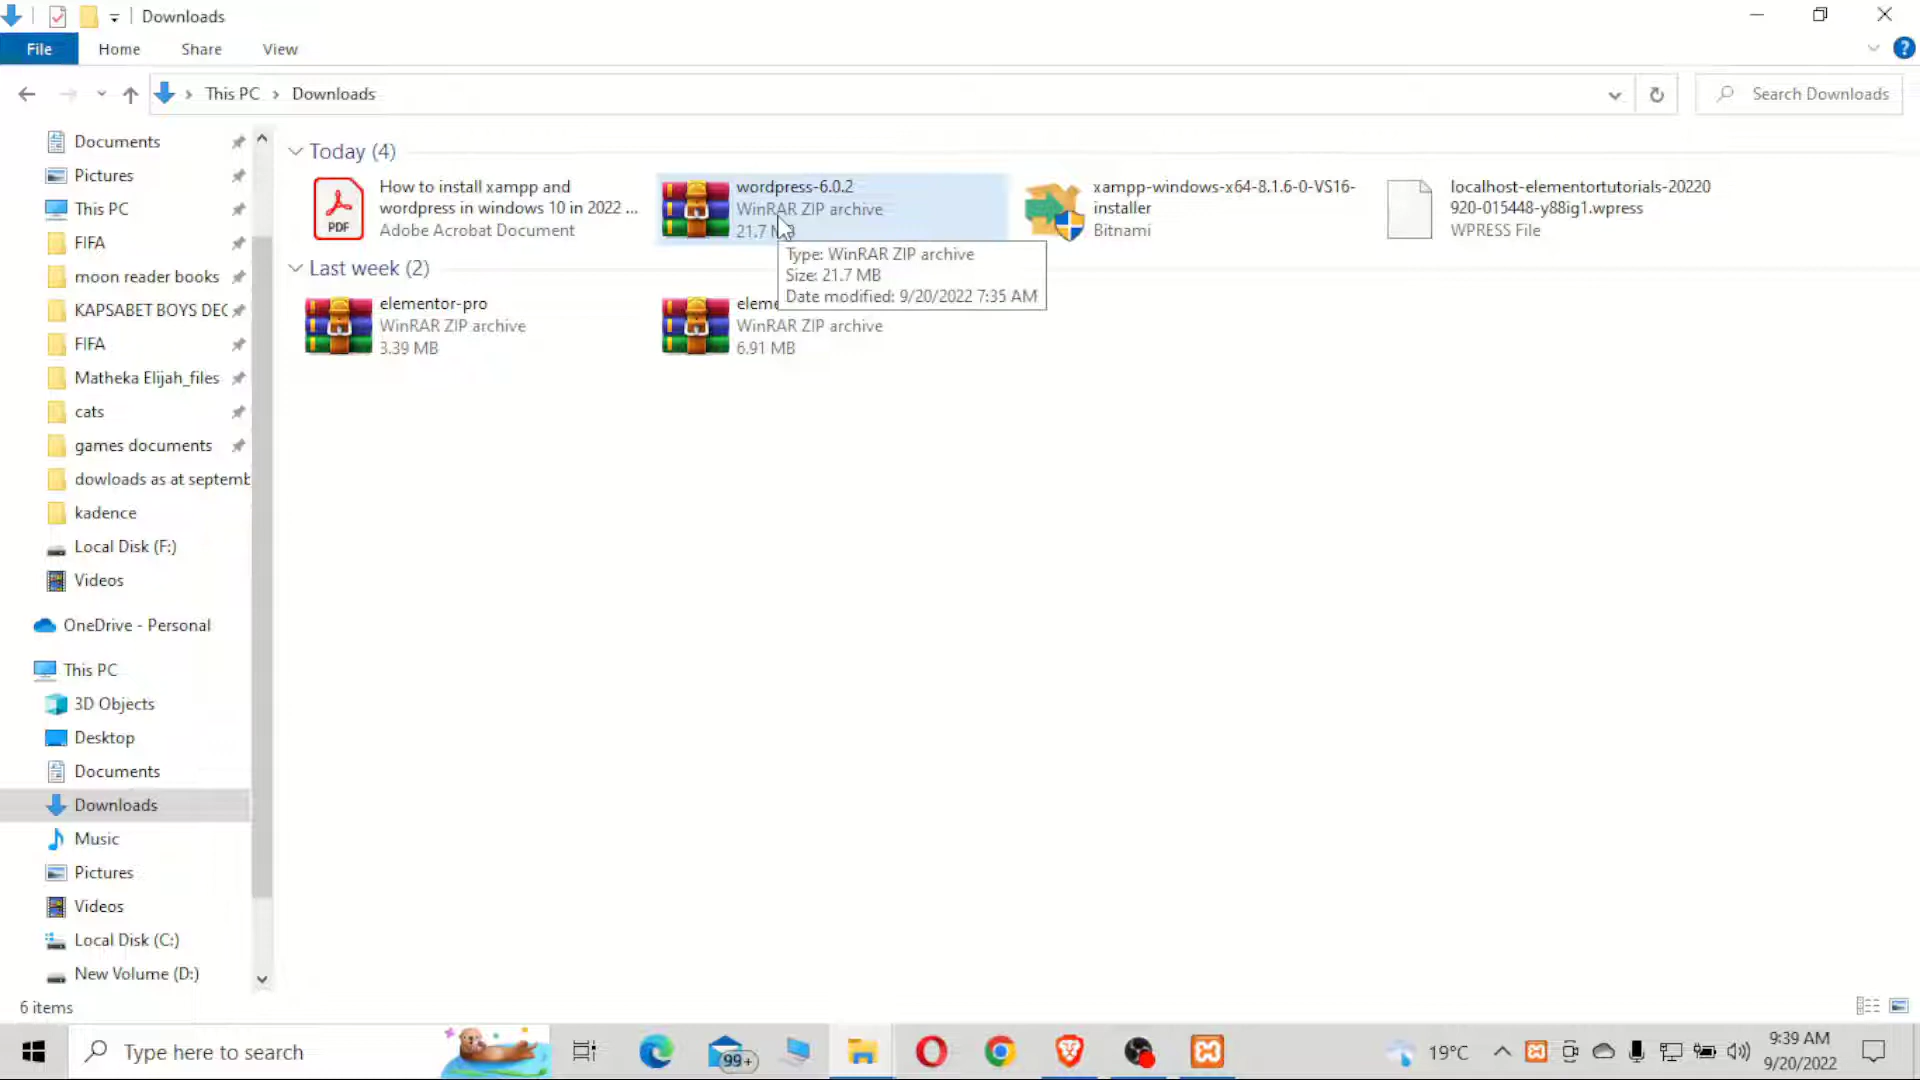 Downloads
File
Home
Share
View
This PC
Downloads
Search Downloads
Documents
Pictures
This PC
FIFA
moon reader books
KAPSABET BOYS DEC
FIFA
Matheka Elijah_files
cats
games documents
dowloads as at septemb
kadence
Local Disk (F:)
Videos
OneDrive - Personal
This PC
3D Objects
Desktop
Documents
Downloads
Music
Pictures
Videos
Local Disk (C:)
New Volume (D:)
Today (4)
PDF
How to install xampp and
wordpress in windows 10 in 2022 ...
Adobe Acrobat Document
wordpress-6.0.2
WinRAR ZIP archive
21.7
xampp-windows-x64-8.1.6-0-VS16-
installer
Bitnami
localhost-elementortutorials-20220
920-015448-y88ig1.wpress
WPRESS File
Type: WinRAR ZIP archive
Size: 21.7 MB
Date modified: 9/20/2022 7:35 AM
Last week (2)
elementor-pro
WinRAR ZIP archive
3.39 MB
WinRAR ZIP archive
6.91 MB
6 items
Type here to search
99+
19°C
9:39 AM
9/20/2022